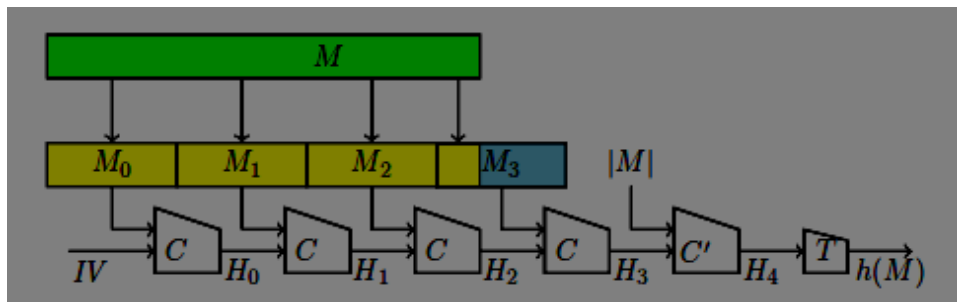 M
M₀ M₁ M₂ M₃ |M|
C C C C C′ T
IV H₀ H₁ H₂ H₃ H₄ h(M)